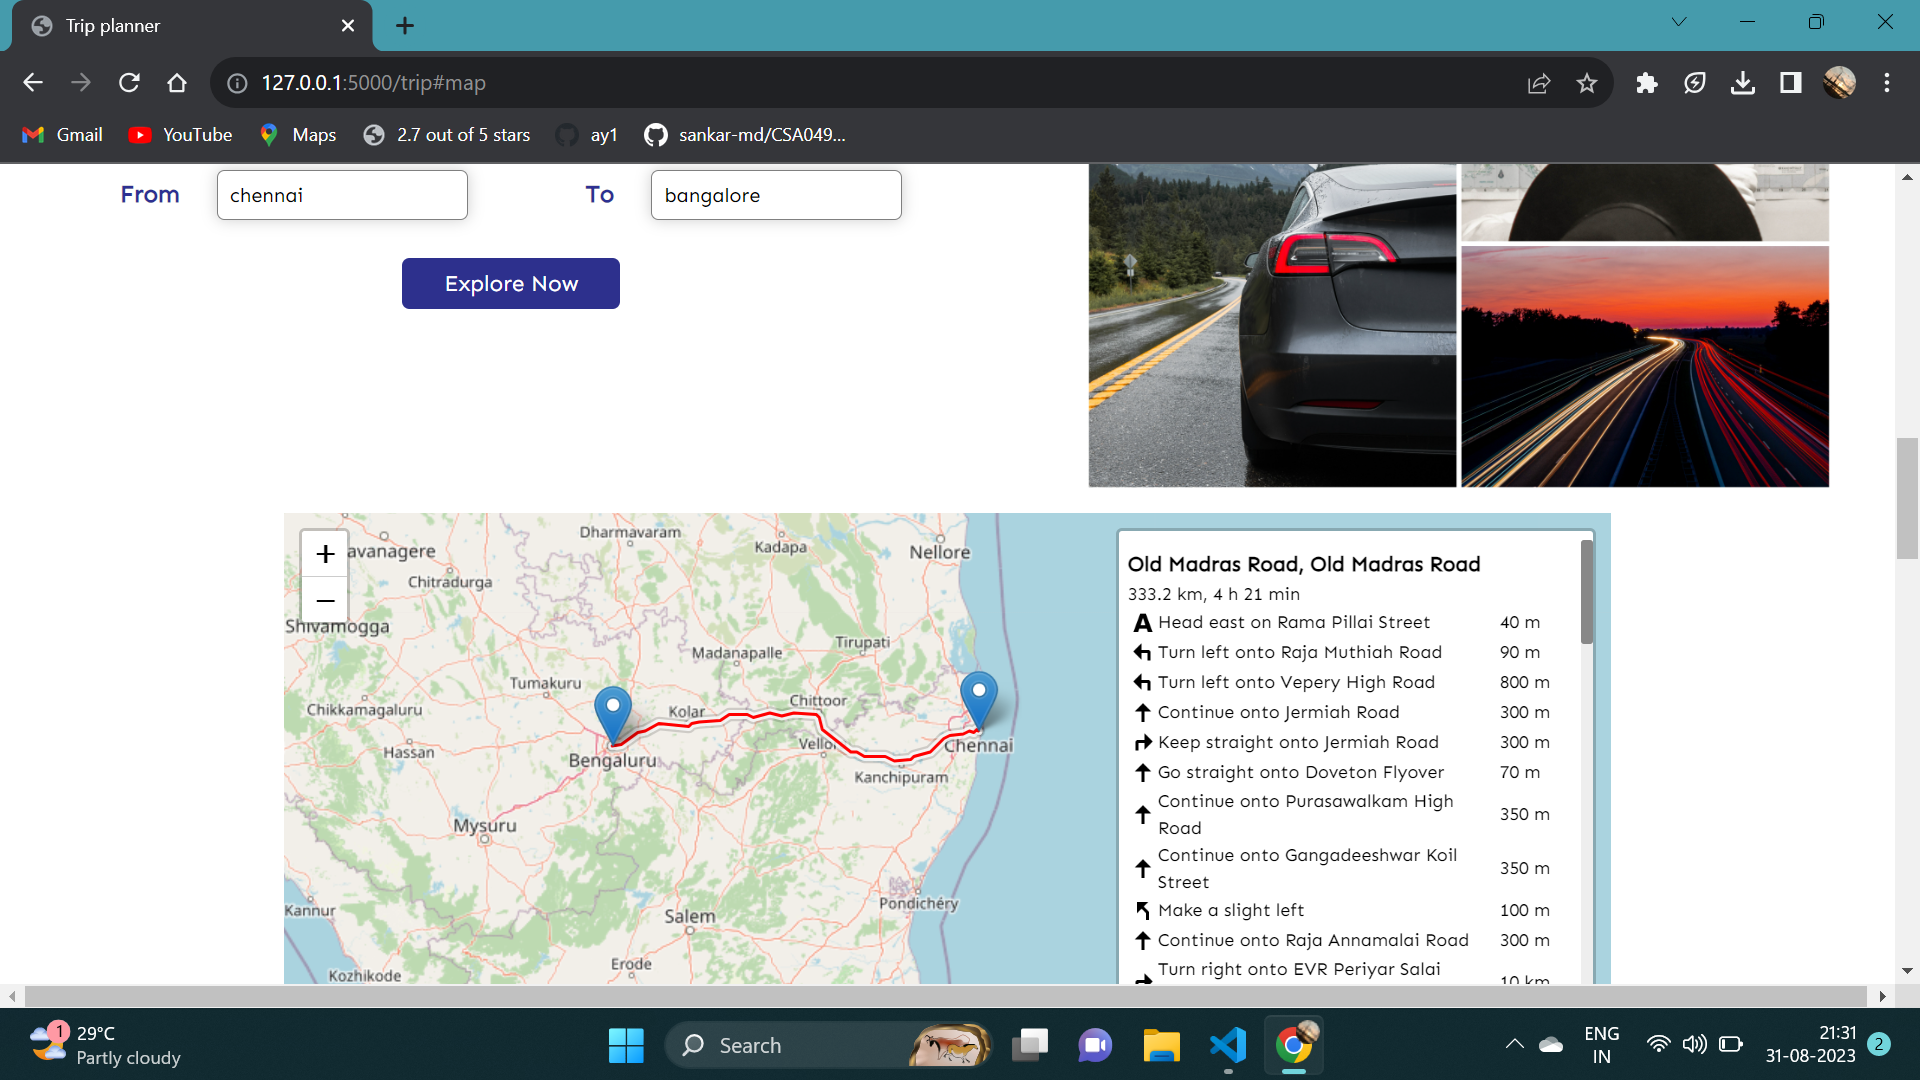 Trip planner
127.0.0.1:5000/trip#map
Gmail
YouTube
Maps
2.7 out of 5 stars
ay1
sankar-md/CSA049...
From
chennai
To
bangalore
Explore Now
+
−
avanagere
Dharmavaram
Kadapa
Nellore
Chitradurga
Shivamogga
Tirupati
Madanapalle
Tumakuru
Chittoor
Chikkamagaluru
Kolar
Hassan
Vellor
Chennai
Bengaluru
Kanchipuram
Mysuru
Pondichéry
Kannur
Salem
Erode
Kozhikode
Old Madras Road, Old Madras Road
333.2 km, 4 h 21 min
Head east on Rama Pillai Street 40 m
Turn left onto Raja Muthiah Road 90 m
Turn left onto Vepery High Road 800 m
Continue onto Jermiah Road 300 m
Keep straight onto Jermiah Road 300 m
Go straight onto Doveton Flyover 70 m
Continue onto Purasawalkam High
Road 350 m
Continue onto Gangadeeshwar Koil
Street 350 m
Make a slight left 100 m
Continue onto Raja Annamalai Road 300 m
Turn right onto EVR Periyar Salai
10 km
1
29°C
Partly cloudy
Search
ENG
IN
21:31
31-08-2023
2